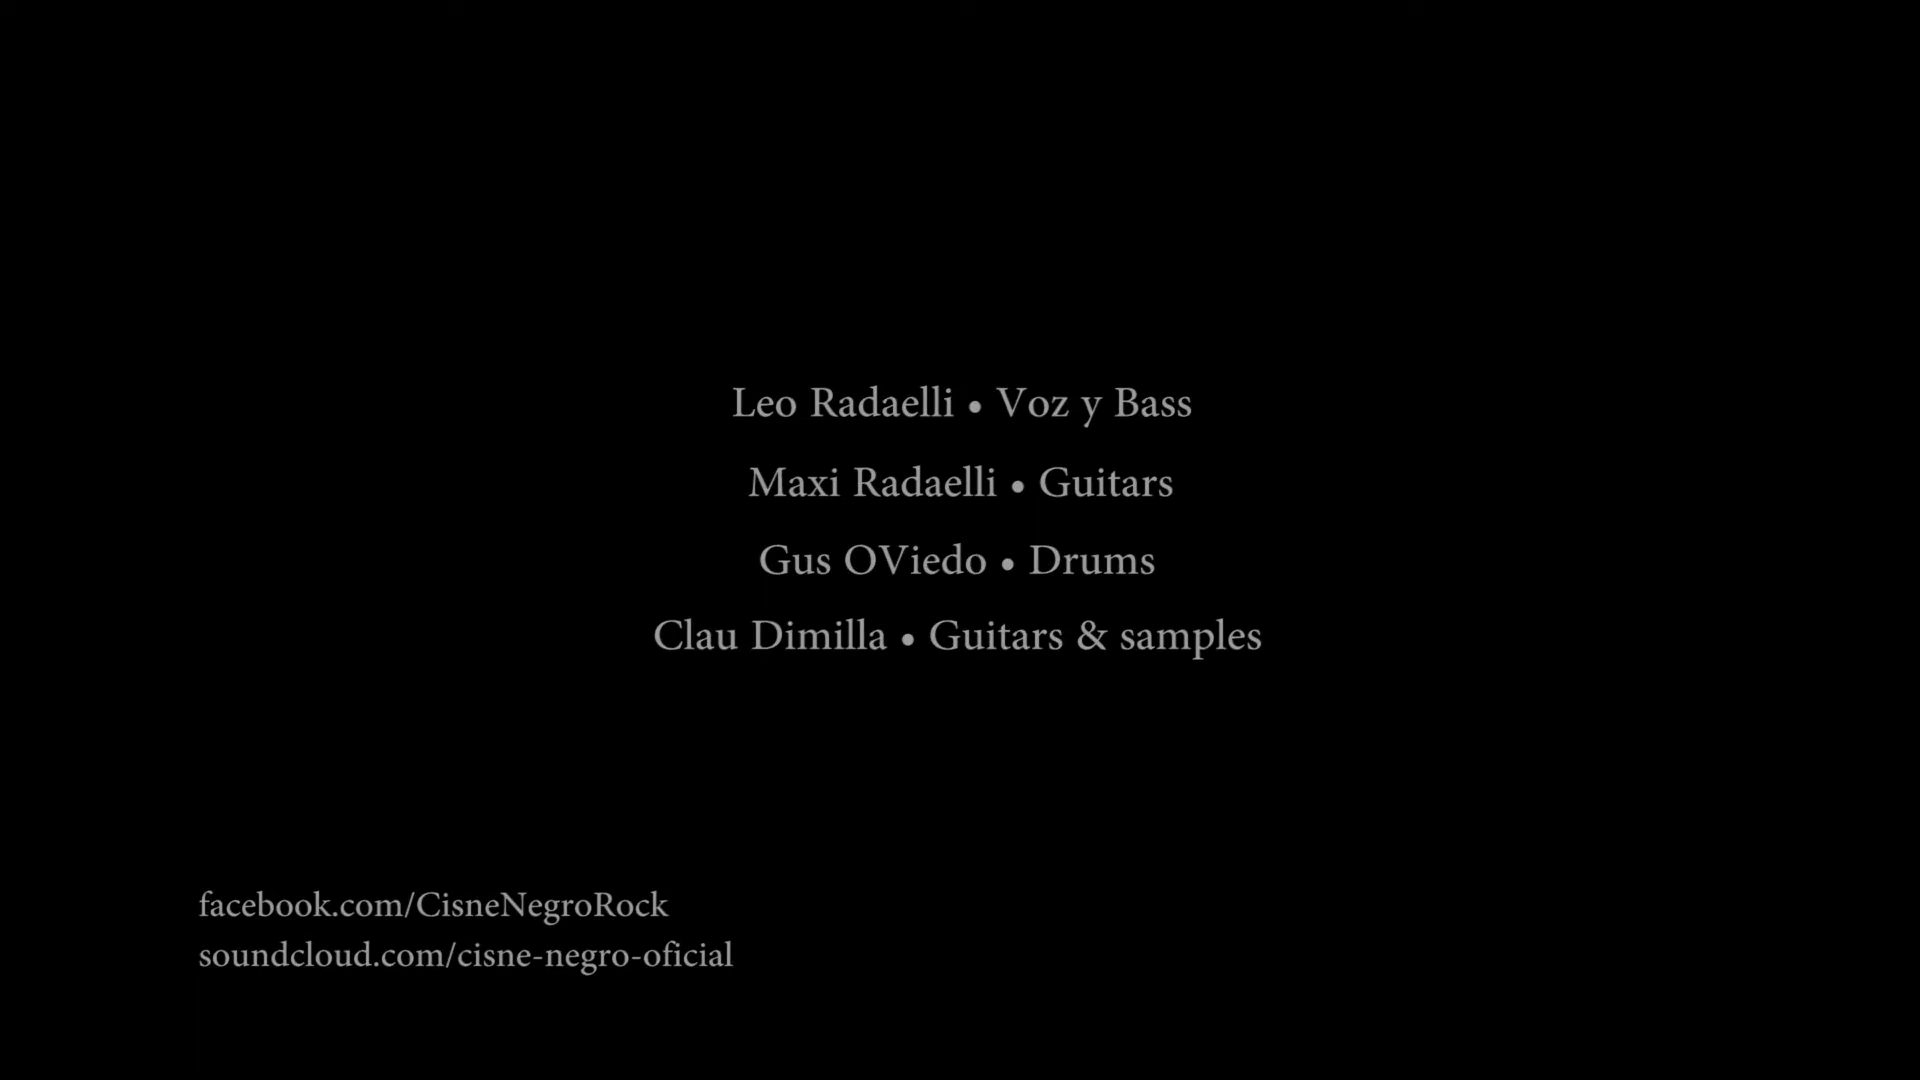 Leo Radaelli • Voz y Bass
Maxi Radaelli • Guitars
Gus OViedo • Drums
Clau Dimilla • Guitars & samples
facebook.com/CisneNegroRock
soundcloud.com/cisne-negro-oficial